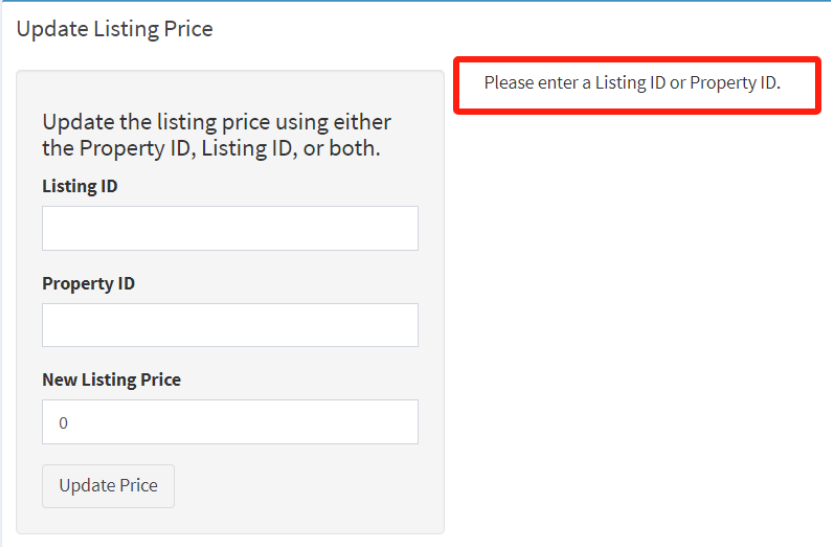 Update Listing Price
Please enter a Listing ID or Property ID.
Update the listing price using either
the Property ID, Listing ID, or both.
Listing ID
Property ID
New Listing Price
0
Update Price